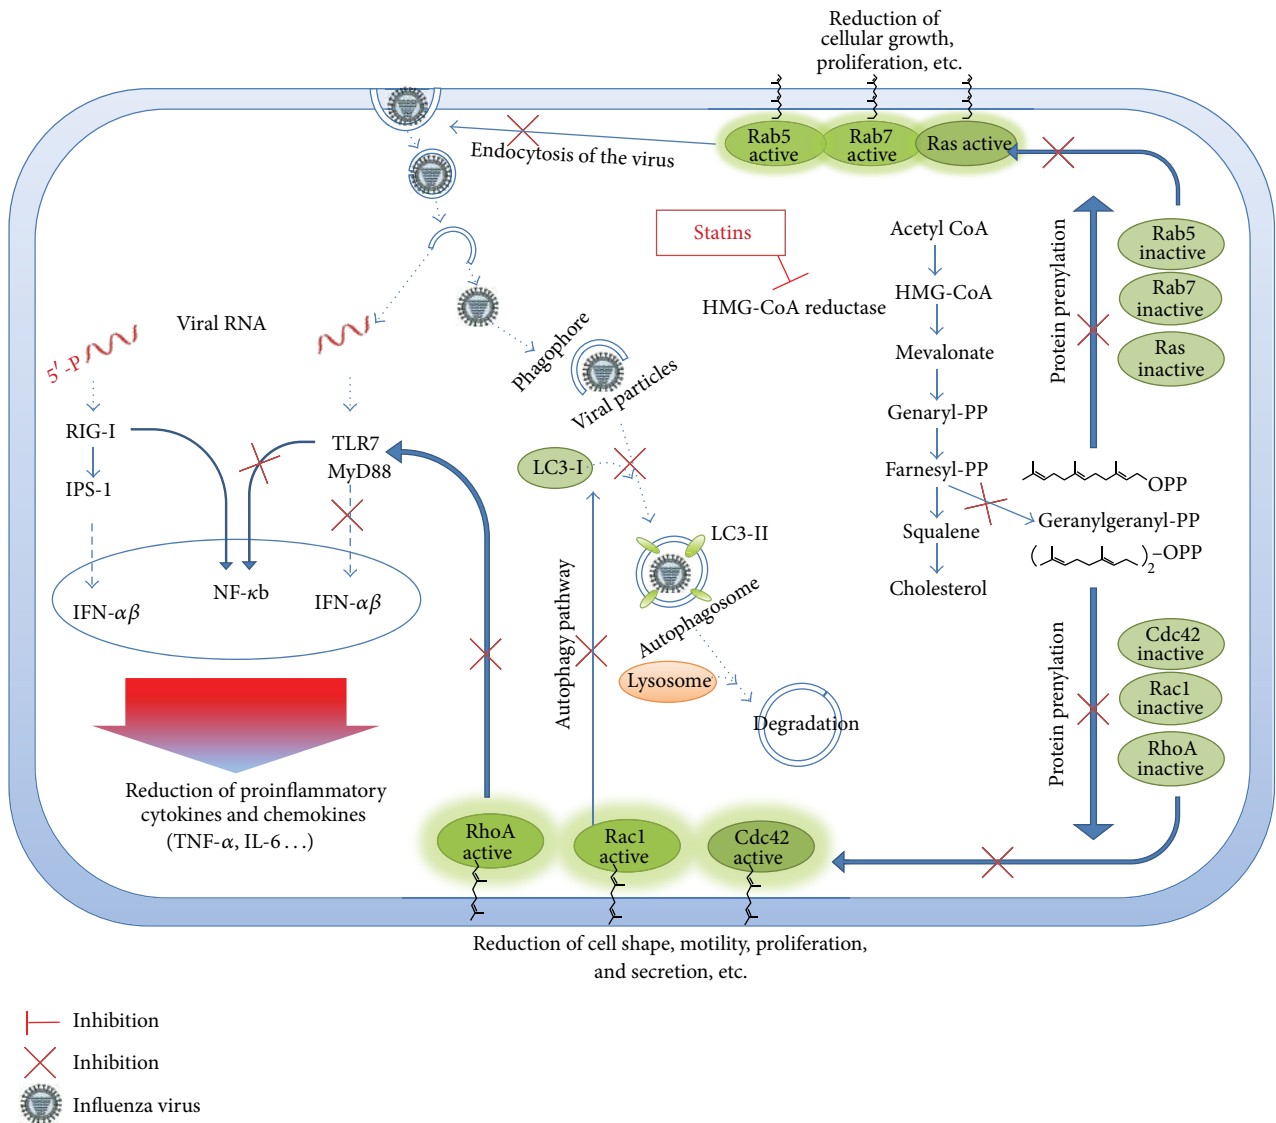 Reduction of
cellular growth,
proliferation, etc.
Rab5
active
Rab7
active
Ras active
Endocytosis of the virus
Statins
HMG-CoA reductase
Acetyl CoA
HMG-CoA
Mevalonate
Genaryl-PP
Farnesyl-PP
Squalene
Cholesterol
Protein prenylation
Rab5
inactive
Rab7
inactive
Ras
inactive
OPP
Geranylgeranyl-PP
( )2–OPP
Protein prenylation
Cdc42
inactive
Rac1
inactive
RhoA
inactive
Viral RNA
5′-P
RIG-I
IPS-1
TLR7
MyD88
IFN-αβ
NF-κb
IFN-αβ
Phagophore
Viral particles
LC3-I
LC3-II
Autophagosome
Autophagy pathway
Lysosome
Degradation
Reduction of proinflammatory
cytokines and chemokines
(TNF-α, IL-6 . . .)
RhoA
active
Rac1
active
Cdc42
active
Reduction of cell shape, motility, proliferation,
and secretion, etc.
Inhibition
Inhibition
Influenza virus